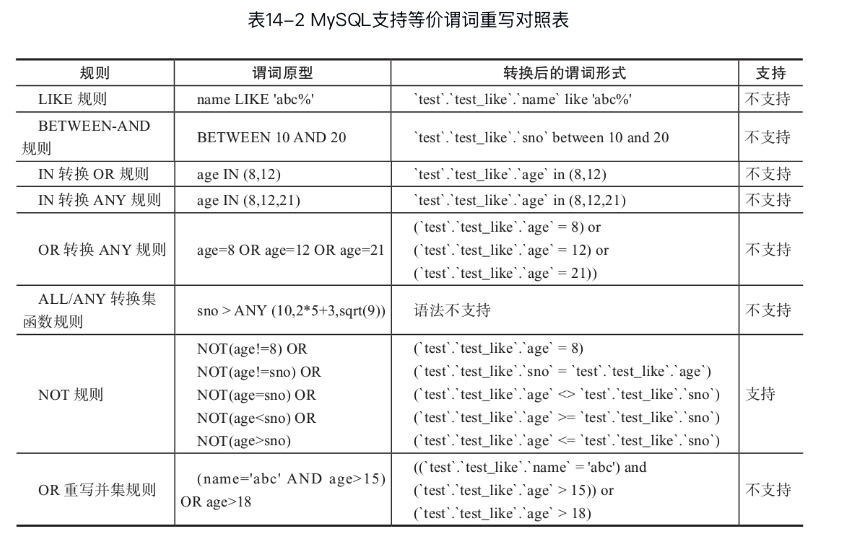 表14-2 MySQL支持等价谓词重写对照表
规则 谓词原型 转换后的谓词形式 支持
LIKE 规则 name LIKE 'abc%' `test`.`test_like`.`name` like 'abc%' 不支持
BETWEEN-AND
规则 BETWEEN 10 AND 20 `test`.`test_like`.`sno` between 10 and 20 不支持
IN 转换 OR 规则 age IN (8,12) `test`.`test_like`.`age` in (8,12) 不支持
IN 转换 ANY 规则 age IN (8,12,21) `test`.`test_like`.`age` in (8,12,21) 不支持
(`test`.`test_like`.`age` = 8) or
OR 转换 ANY 规则 age=8 OR age=12 OR age=21 (`test`.`test_like`.`age` = 12) or 不支持
(`test`.`test_like`.`age` = 21))
ALL/ANY 转换集
函数规则 sno > ANY (10,2*5+3,sqrt(9)) 语法不支持 不支持
NOT(age!=8) OR (`test`.`test_like`.`age` = 8)
NOT(age!=sno) OR (`test`.`test_like`.`sno` = `test`.`test_like`.`age`)
NOT 规则 NOT(age=sno) OR (`test`.`test_like`.`age` <> `test`.`test_like`.`sno`) 支持
NOT(age<sno) OR (`test`.`test_like`.`age` >= `test`.`test_like`.`sno`)
NOT(age>sno) (`test`.`test_like`.`age` <= `test`.`test_like`.`sno`)
OR 重写并集规则 (name='abc' AND age>15) ((`test`.`test_like`.`name` = 'abc') and
OR age>18 (`test`.`test_like`.`age` > 15)) or 不支持
(`test`.`test_like`.`age` > 18)